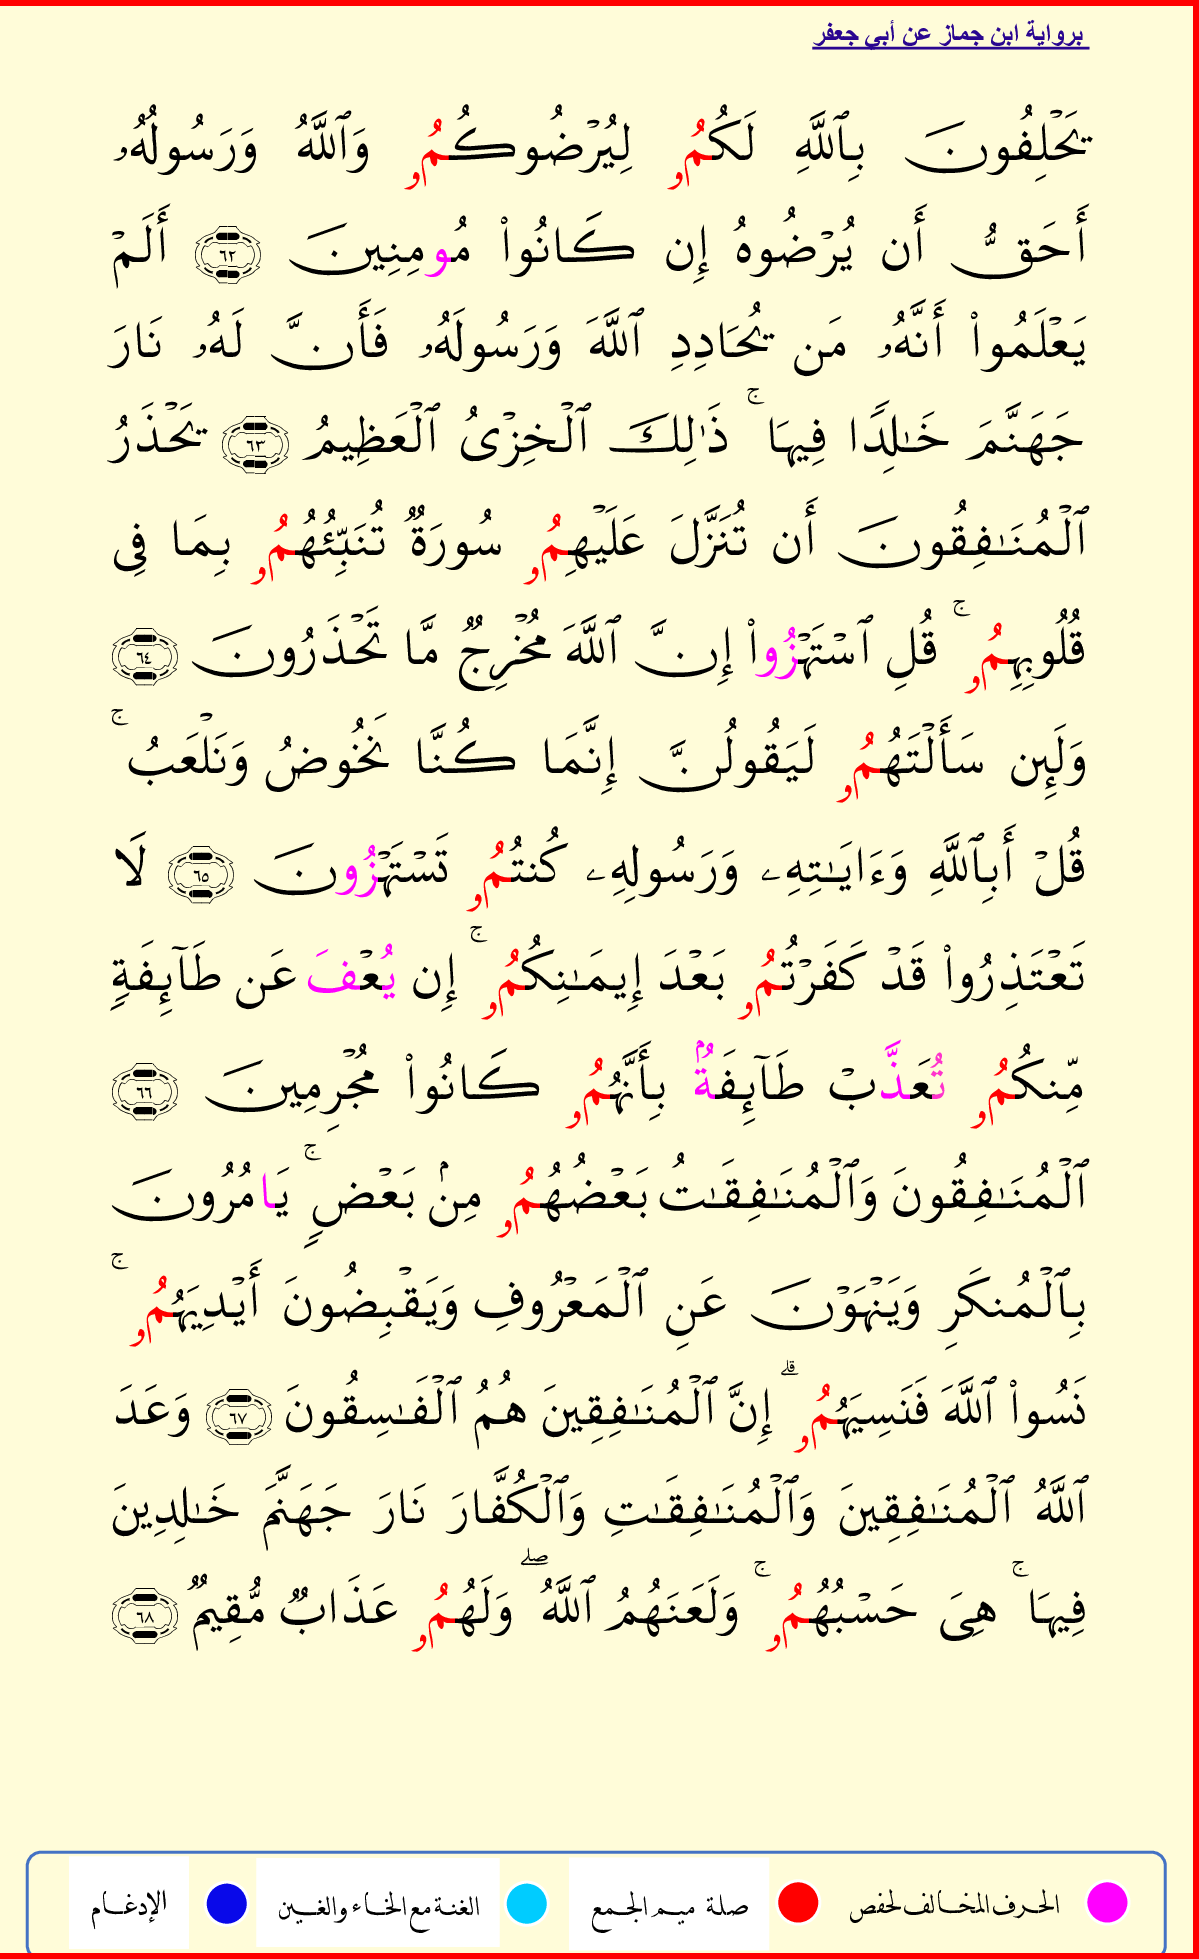 برواية ابن جماز عن أبي جعفر
يَحۡلِفُونَ بِٱللَّهِ لَكُمُۥ لِيُرۡضُوكُمُۥ وَٱللَّهُ وَرَسُولُهُۥ
أَحَقُّ أَن يُرۡضُوهُ إِن كَانُواْ مُومِنِينَ ٦٢ أَلَمۡ
يَعۡلَمُواْ أَنَّهُۥ مَن يُحَادِدِ ٱللَّهَ وَرَسُولَهُۥ فَأَنَّ لَهُۥ نَارَ
جَهَنَّمَ خَٰلِدًا فِيهَاۚ ذَٰلِكَ ٱلۡخِزۡيُ ٱلۡعَظِيمُ ٦٣ يَحۡذَرُ
ٱلۡمُنَٰفِقُونَ أَن تُنَزَّلَ عَلَيۡهِمُۥ سُورَةٞ تُنَبِّئُهُمُۥ بِمَا فِي
قُلُوبِهِمُۥۚ قُلِ ٱسۡتَهۡزُواْ إِنَّ ٱللَّهَ مُخۡرِجٞ مَّا تَحۡذَرُونَ ٦٤
وَلَئِن سَأَلۡتَهُمُۥ لَيَقُولُنَّ إِنَّمَا كُنَّا نَخُوضُ وَنَلۡعَبُۚ
قُلۡ أَبِٱللَّهِ وَءَايَٰتِهِۦ وَرَسُولِهِۦ كُنتُمُۥ تَسۡتَهۡزُونَ ٦٥ لَا
تَعۡتَذِرُواْ قَدۡ كَفَرۡتُمُۥ بَعۡدَ إِيمَٰنِكُمُۥۚ إِن يُعۡفَ عَن طَآئِفَةٖ
مِّنكُمُۥ تُعَذَّبۡ طَآئِفَةُۢ بِأَنَّهُمُۥ كَانُواْ مُجۡرِمِينَ ٦٦
ٱلۡمُنَٰفِقُونَ وَٱلۡمُنَٰفِقَٰتُ بَعۡضُهُمُۥ مِنۢ بَعۡضٖۚ يَامُرُونَ
بِٱلۡمُنكَرِ وَيَنۡهَوۡنَ عَنِ ٱلۡمَعۡرُوفِ وَيَقۡبِضُونَ أَيۡدِيَهُمُۥۚ
نَسُواْ ٱللَّهَ فَنَسِيَهُمُۥۗ إِنَّ ٱلۡمُنَٰفِقِينَ هُمُ ٱلۡفَٰسِقُونَ ٦٧ وَعَدَ
ٱللَّهُ ٱلۡمُنَٰفِقِينَ وَٱلۡمُنَٰفِقَٰتِ وَٱلۡكُفَّارَ نَارَ جَهَنَّمَ خَٰلِدِينَ
فِيهَاۚ هِيَ حَسۡبُهُمُۥۚ وَلَعَنَهُمُ ٱللَّهُۖ وَلَهُمُۥ عَذَابٞ مُّقِيمٞ ٦٨
الحرف المخالف لحفص صلة ميم الجمع الغنة مع الخاء والغين الإدغام